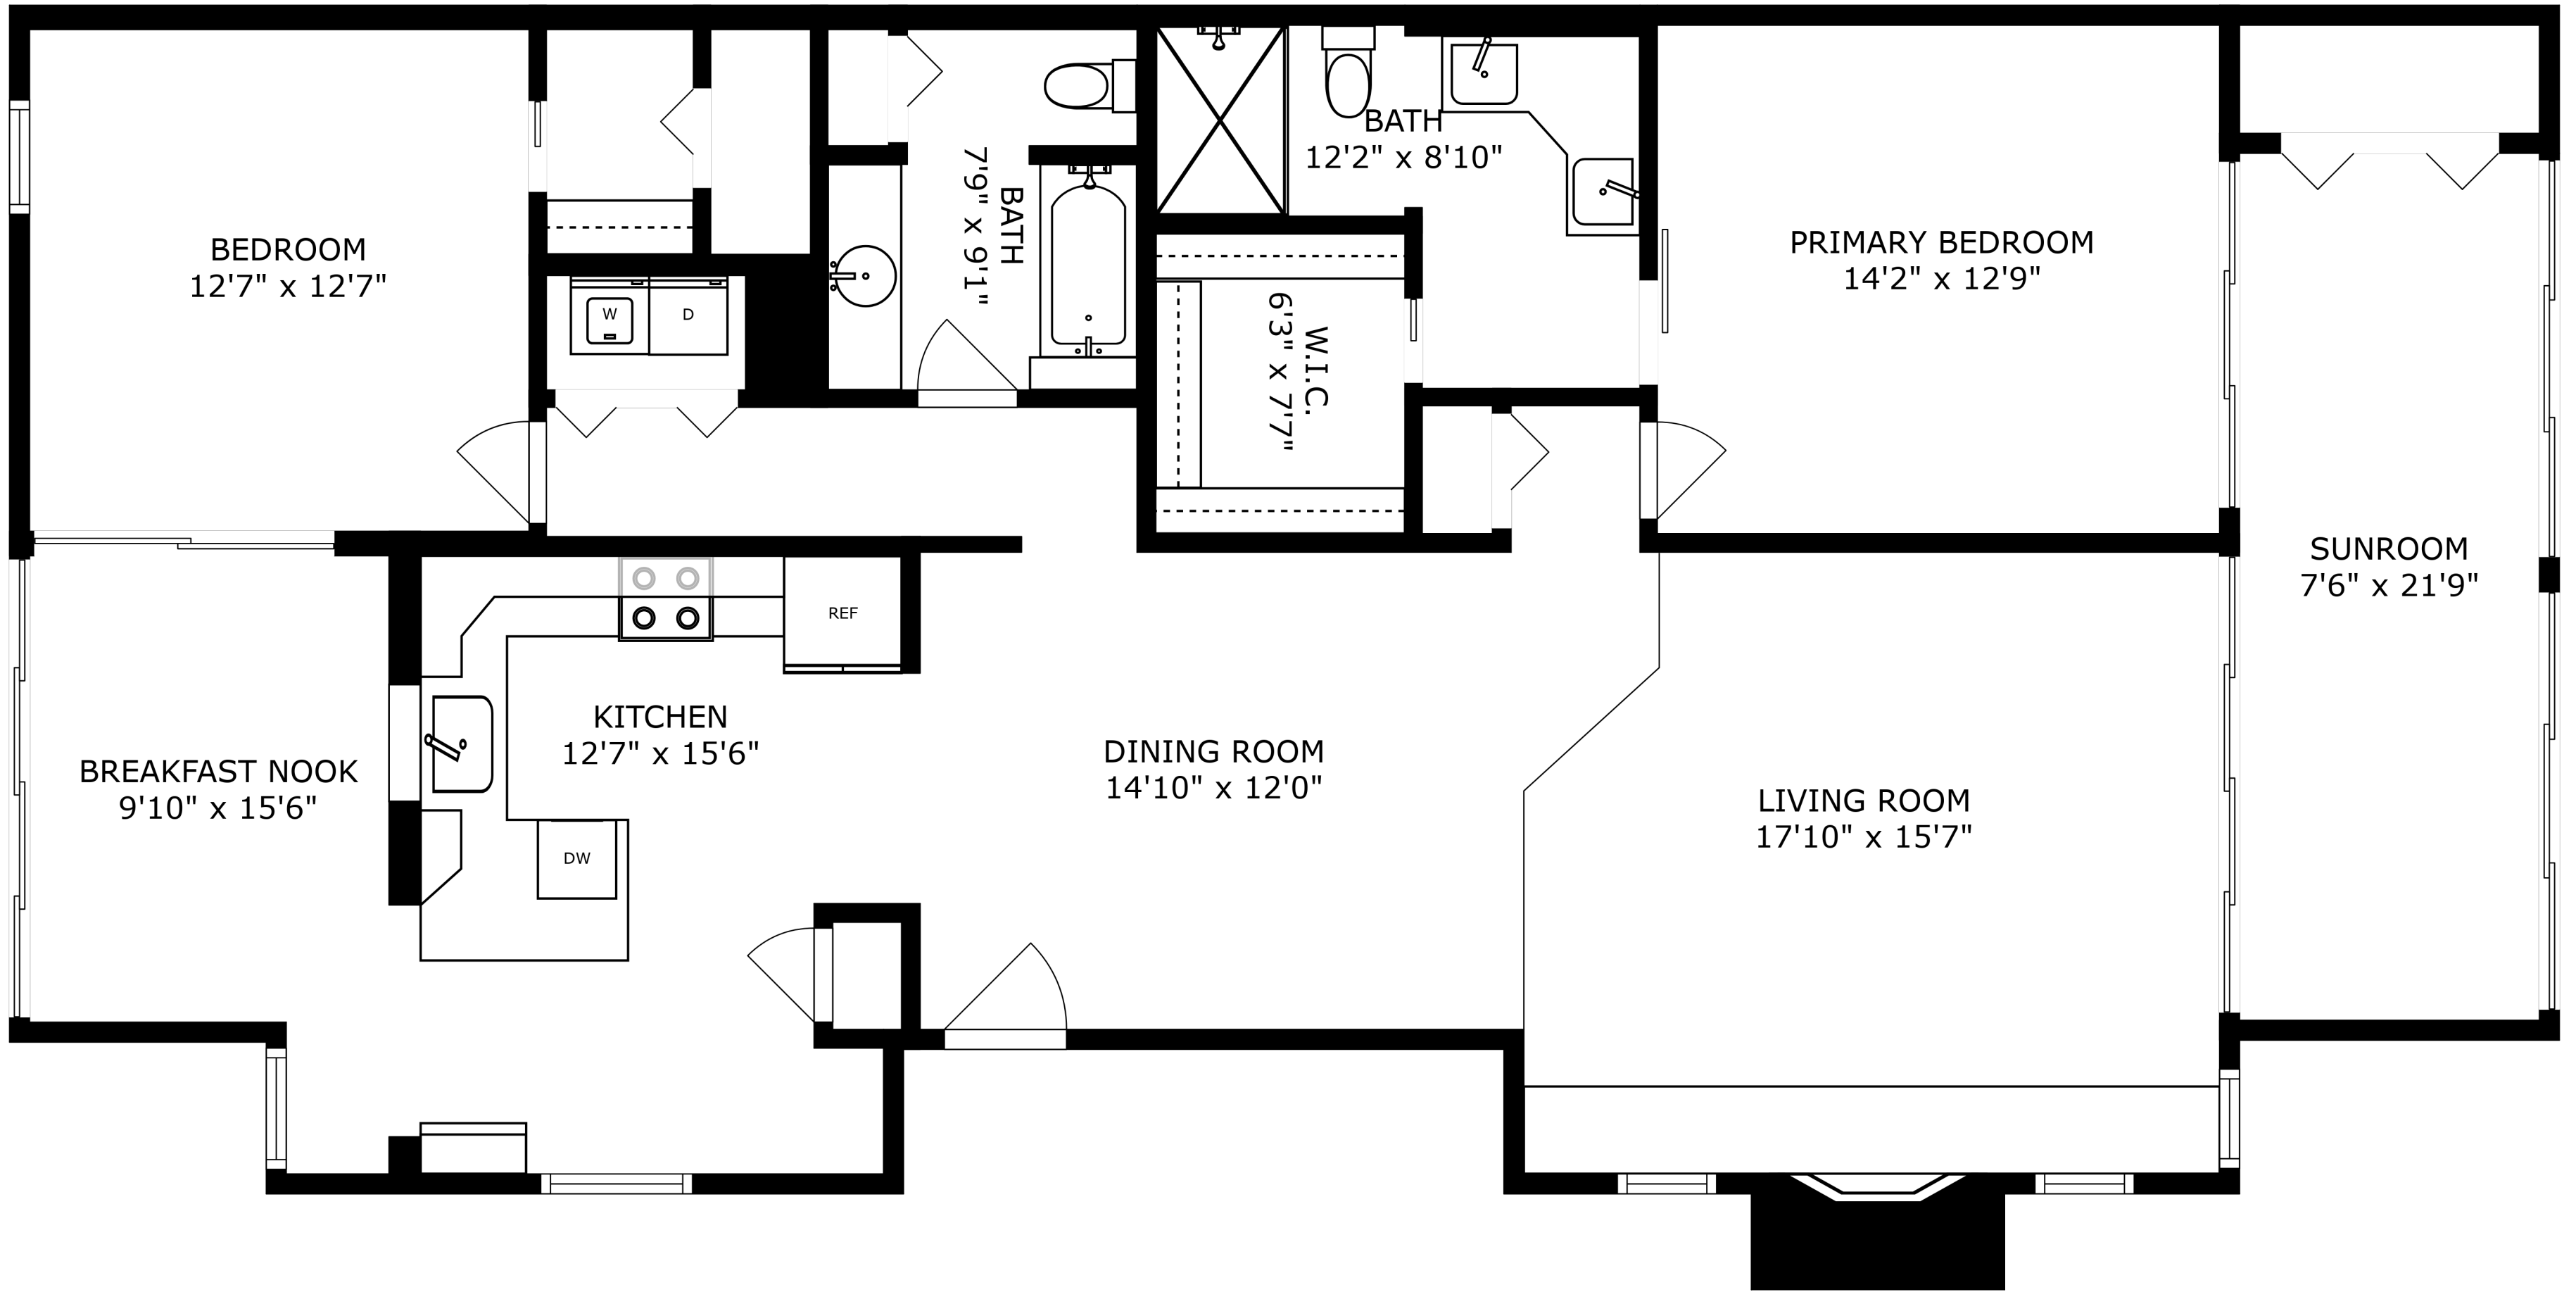 BEDROOM
12'7" x 12'7"
W
D
BATH
7'9" x 9'1"
BATH
12'2" x 8'10"
W.I.C.
6'3" x 7'7"
PRIMARY BEDROOM
14'2" x 12'9"
SUNROOM
7'6" x 21'9"
BREAKFAST NOOK
9'10" x 15'6"
KITCHEN
12'7" x 15'6"
REF
DW
DINING ROOM
14'10" x 12'0"
LIVING ROOM
17'10" x 15'7"